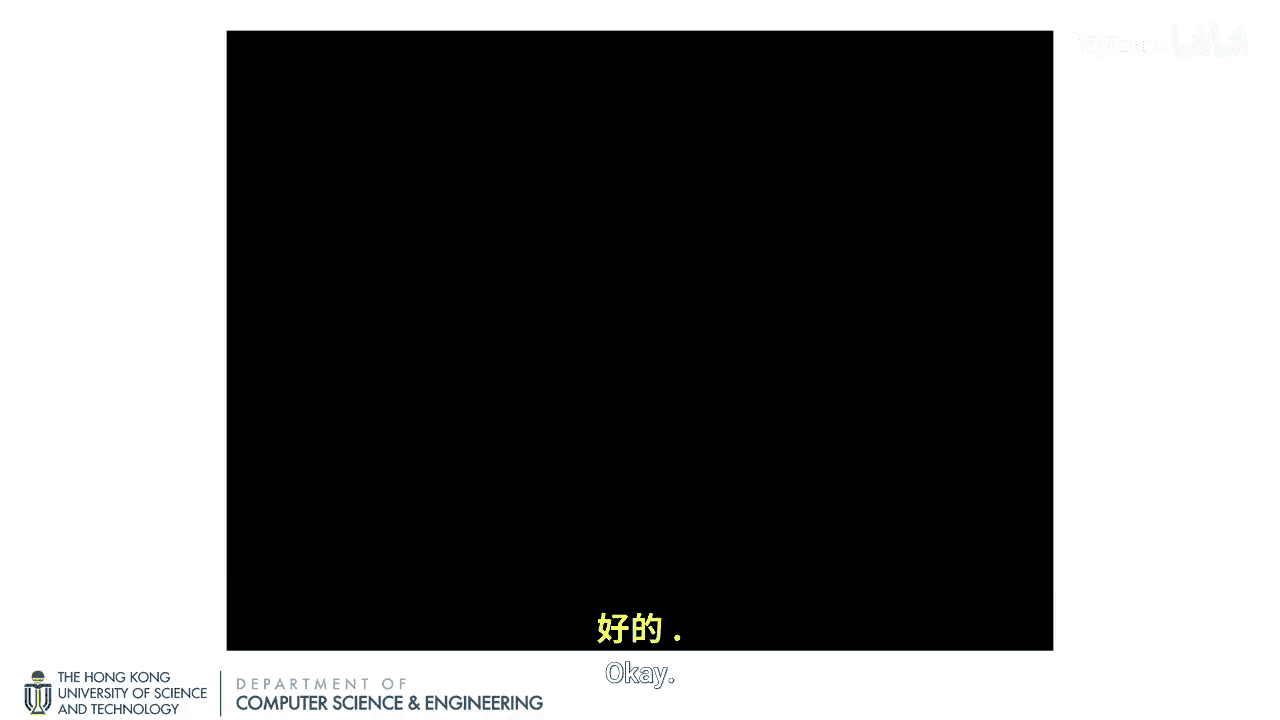 好的 .
Okay.
THE HONG KONG
UNIVERSITY OF SCIENCE
AND TECHNOLOGY
DEPARTMENT OF
COMPUTER SCIENCE & ENGINEERING